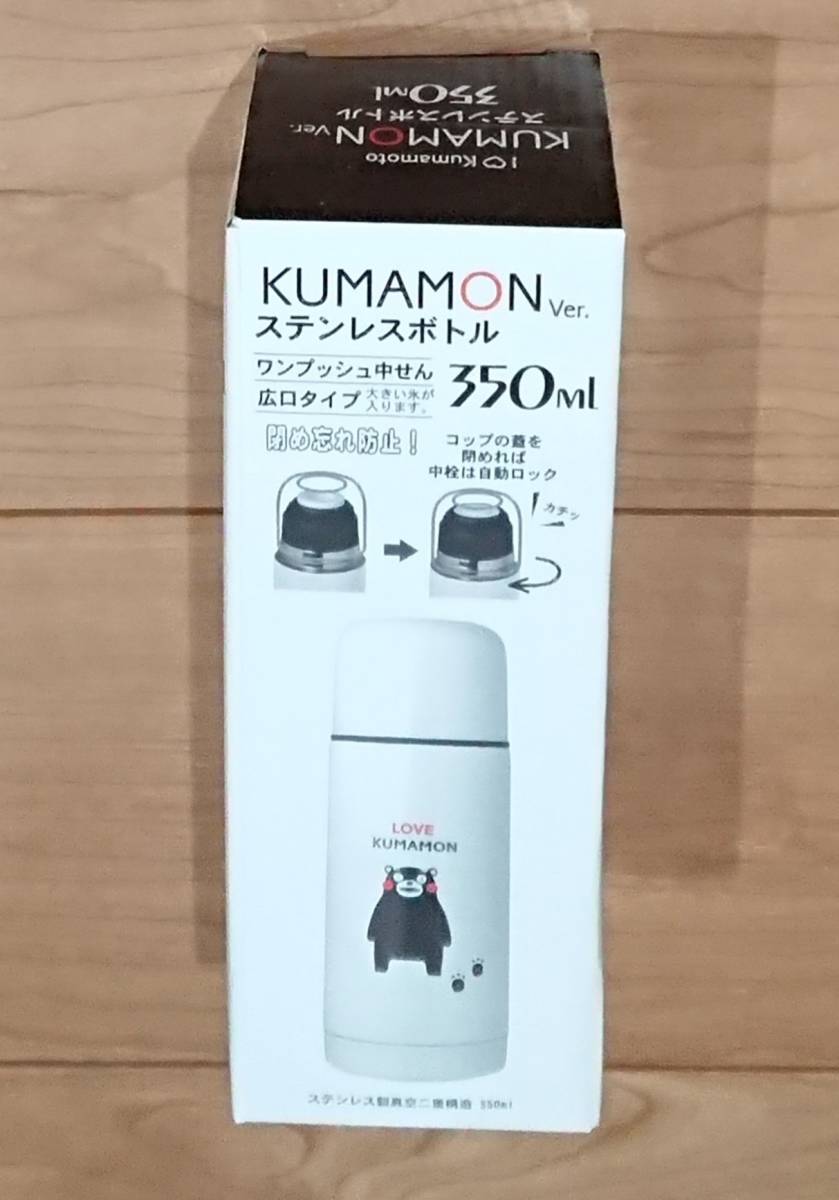 I♡Kumamoto
KUMAMON Ver.
ステンレスボトル
350Ml
KUMAMON Ver.
ステンレスボトル
ワンプッシュ中せん
広口タイプ 大きい氷が
入ります。
350Ml
閉め忘れ防止！
コップの蓋を
閉めれば
中栓は自動ロック
カチッ
LOVE
KUMAMON
ステンレス製真空二重構造 350ml